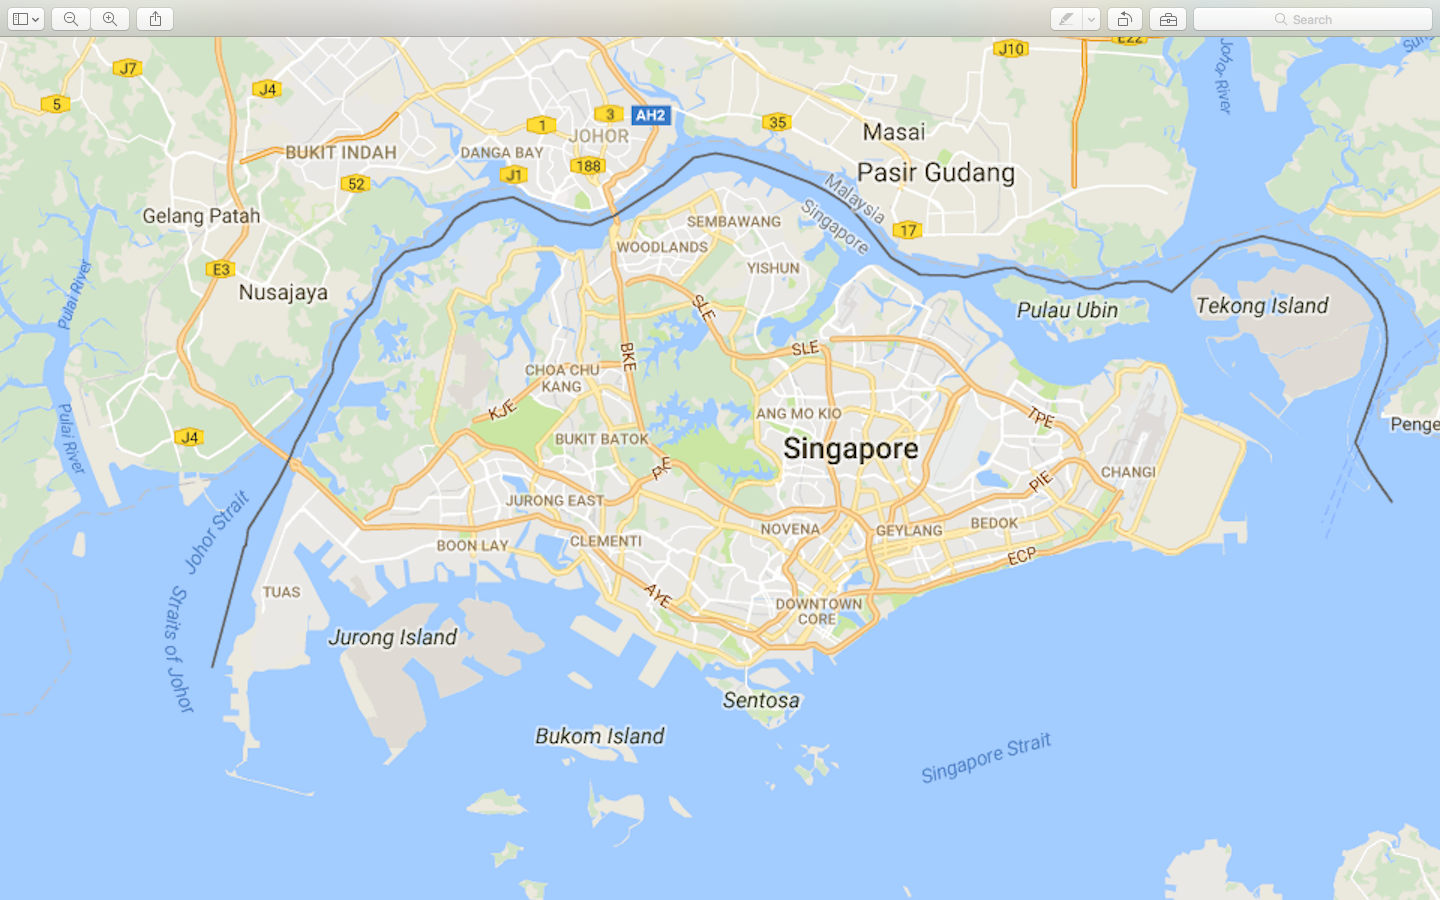 Search
J10
E22
Johor River
J7
J4
5
3
AH2
1
35
JOHOR
Masai
BUKIT INDAH
DANGA BAY
188
J1
Pasir Gudang
52
Malaysia
Singapore
Gelang Patah
SEMBAWANG
17
WOODLANDS
E3
YISHUN
Pulai River
Nusajaya
SLE
Pulau Ubin
Tekong Island
BKE
SLE
CHOA CHU
KANG
KJE
ANG MO KIO
TPE
J4
BUKIT BATOK
Singapore
Pulai River
PIE
CHANGI
JURONG EAST
NOVENA
GEYLANG
BEDOK
Johor Strait
BOON LAY
CLEMENTI
ECP
TUAS
AYE
DOWNTOWN
CORE
Straits of Johor
Jurong Island
Sentosa
Bukom Island
Singapore Strait